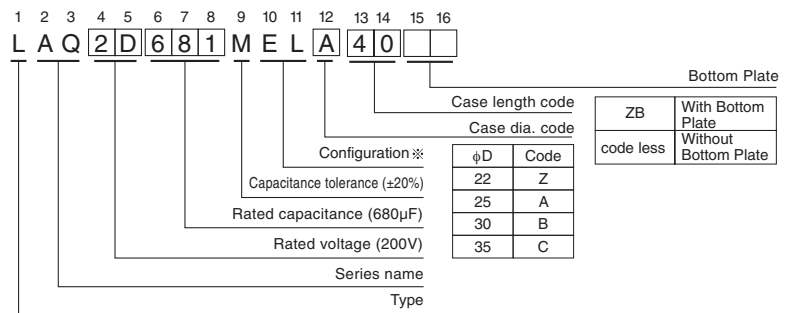 1 2 3 4 5 6 7 8 9 10 11 12 13 14 15 16
L A Q 2 D 6 8 1 M E L A 4 0
Bottom Plate
ZB With Bottom Plate
code less Without Bottom Plate
Case length code
Case dia. code
Configuration※
Capacitance tolerance (±20%)
Rated capacitance (680µF)
Rated voltage (200V)
Series name
Type
ϕD Code
22 Z
25 A
30 B
35 C